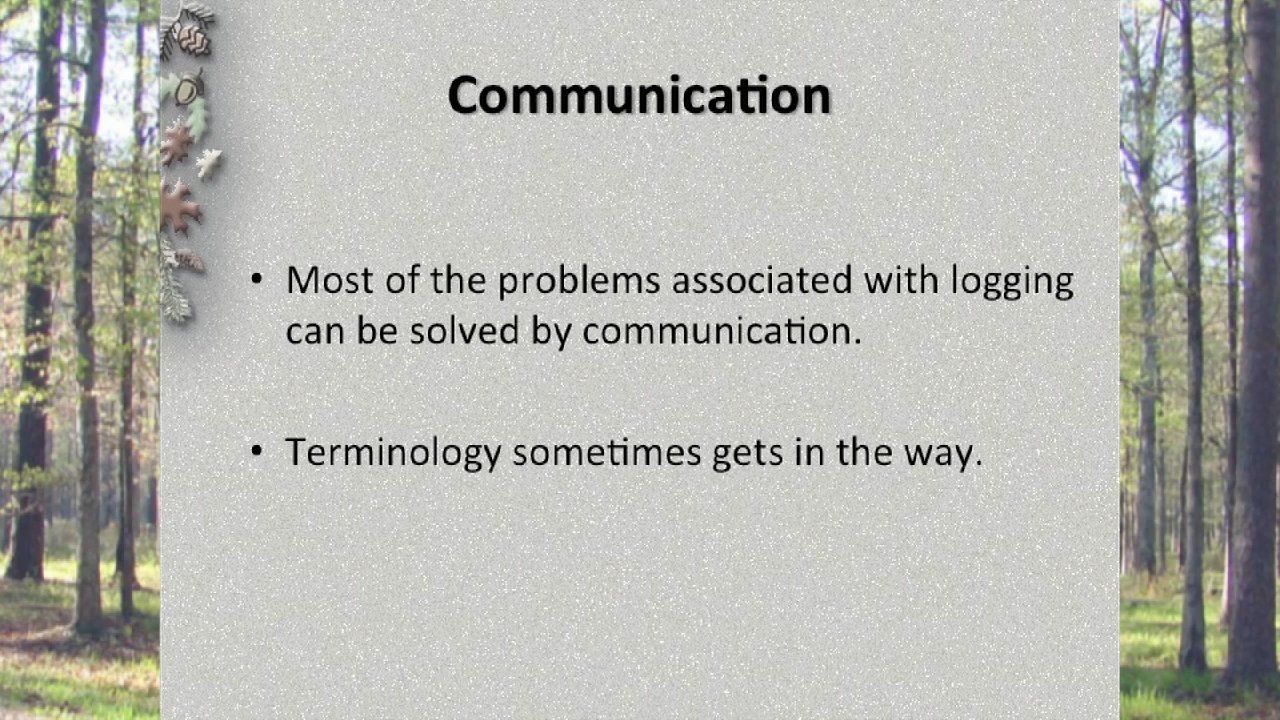 Communication
• Most of the problems associated with logging
can be solved by communication.
• Terminology sometimes gets in the way.